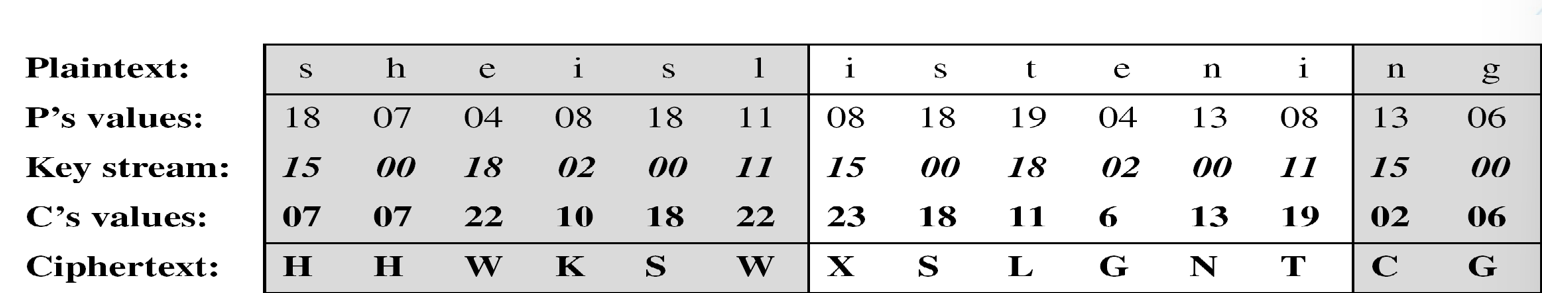 Plaintext: s h e i s l i s t e n i n g
P's values: 18 07 04 08 18 11 08 18 19 04 13 08 13 06
Key stream: 15 00 18 02 00 11 15 00 18 02 00 11 15 00
C's values: 07 07 22 10 18 22 23 18 11 6 13 19 02 06
Ciphertext: H H W K S W X S L G N T C G